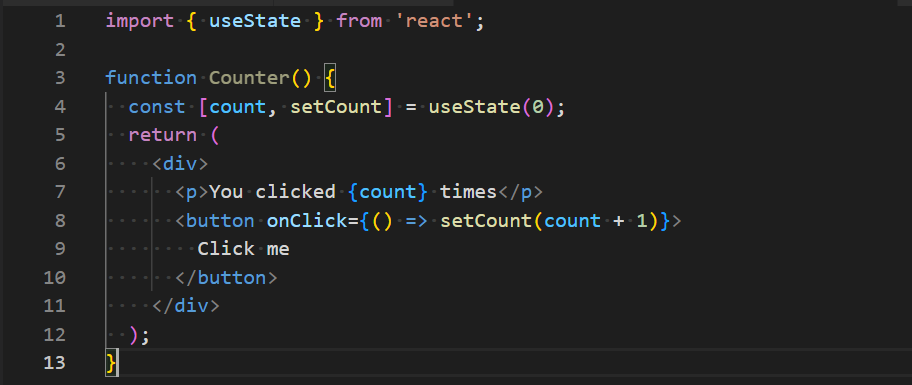 1 import { useState } from 'react';
2
3 function Counter() {
4   const [count, setCount] = useState(0);
5   return (
6     <div>
7       <p>You clicked {count} times</p>
8       <button onClick={() => setCount(count + 1)}>
9         Click me
10       </button>
11     </div>
12   );
13 }